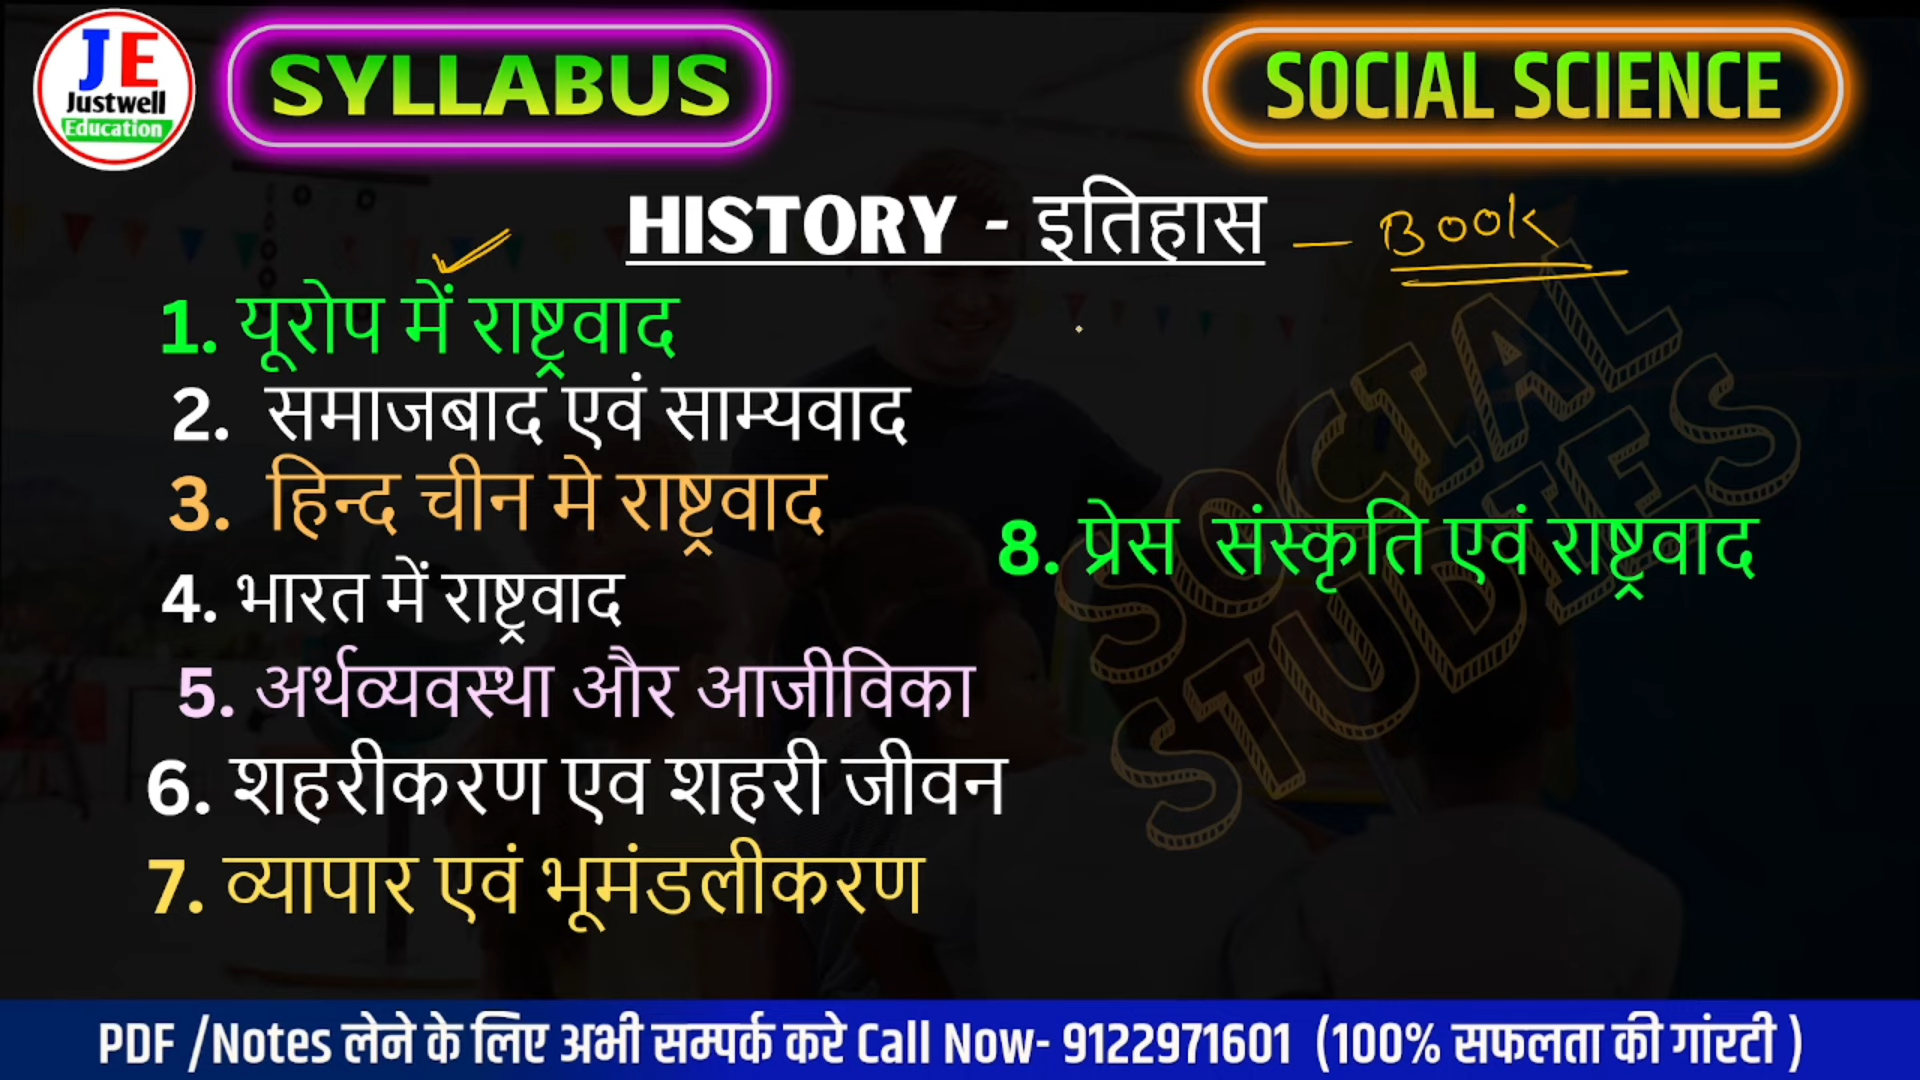 JE
Justwell
Education
SYLLABUS
SOCIAL SCIENCE
HISTORY - इतिहास — Book
1. यूरोप में राष्ट्रवाद
2. समाजबाद एवं साम्यवाद
3. हिन्द चीन मे राष्ट्रवाद
4. भारत में राष्ट्रवाद
5. अर्थव्यवस्था और आजीविका
6. शहरीकरण एव शहरी जीवन
7. व्यापार एवं भूमंडलीकरण
8. प्रेस संस्कृति एवं राष्ट्रवाद
SOCIAL
STUDIES
PDF /Notes लेने के लिए अभी सम्पर्क करे Call Now- 9122971601 (100% सफलता की गांरटी )